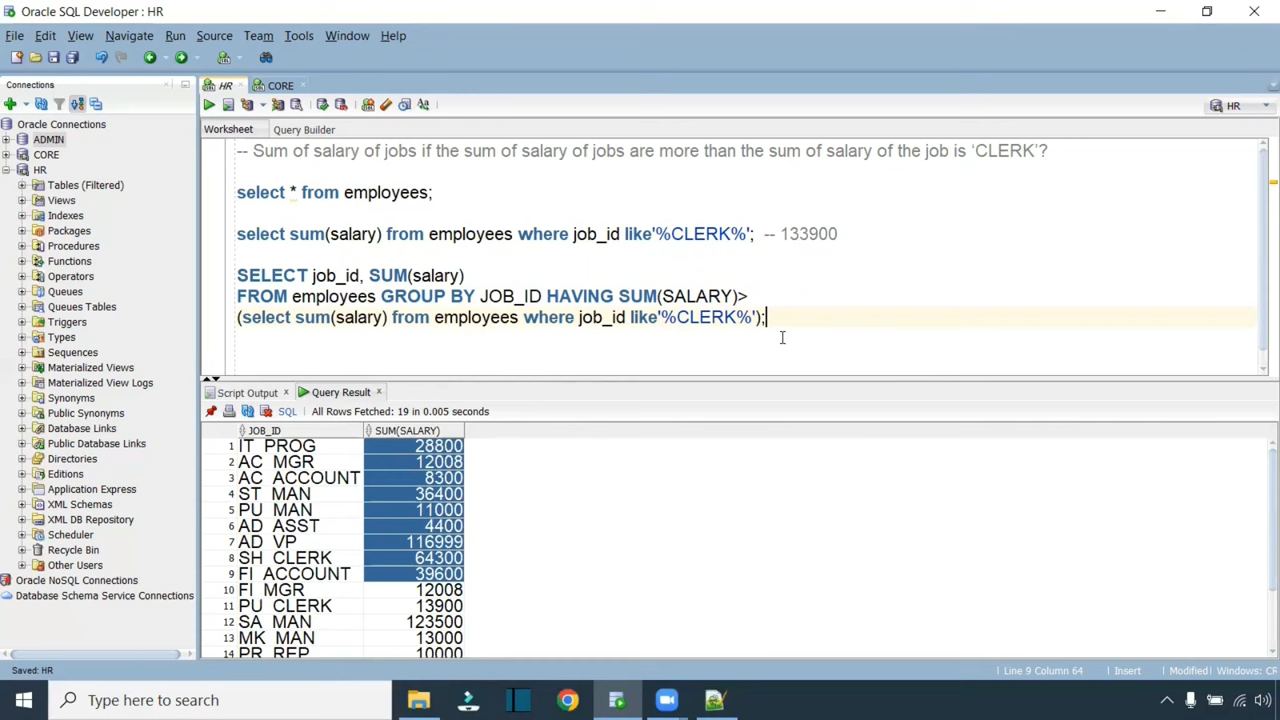 Oracle SQL Developer : HR
File Edit View Navigate Run Source Team Tools Window Help
Connections
HR
CORE
HR
Worksheet
Query Builder
Oracle Connections
ADMIN
CORE
HR
Tables (Filtered)
Views
Indexes
Packages
Procedures
Functions
Operators
Queues
Queues Tables
Triggers
Types
Sequences
Materialized Views
Materialized View Logs
Synonyms
Public Synonyms
Database Links
Public Database Links
Directories
Editions
Application Express
XML Schemas
XML DB Repository
Scheduler
Recycle Bin
Other Users
Oracle NoSQL Connections
Database Schema Service Connections
-- Sum of salary of jobs if the sum of salary of jobs are more than the sum of salary of the job is ‘CLERK’?
select * from employees;
select sum(salary) from employees where job_id like'%CLERK%'; -- 133900
SELECT job_id, SUM(salary)
FROM employees GROUP BY JOB_ID HAVING SUM(SALARY)>
(select sum(salary) from employees where job_id like'%CLERK%');
Script Output
Query Result
SQL
All Rows Fetched: 19 in 0.005 seconds
JOB_ID SUM(SALARY)
1 IT_PROG 28800
2 AC_MGR 12008
3 AC_ACCOUNT 8300
4 ST_MAN 36400
5 PU_MAN 11000
6 AD_ASST 4400
7 AD_VP 116999
8 SH_CLERK 64300
9 FI_ACCOUNT 39600
10 FI_MGR 12008
11 PU_CLERK 13900
12 SA_MAN 123500
13 MK_MAN 13000
14 PR_REP 10000
Saved: HR
Line 9 Column 64
Insert
Modified
Windows: CR
Type here to search